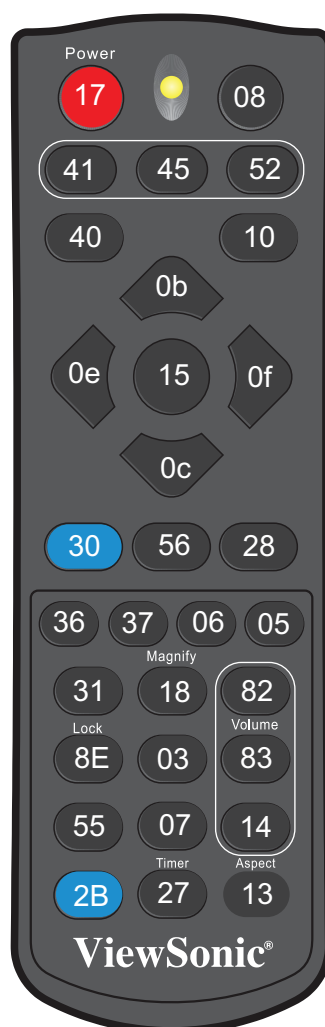 Power
17 08
41 45 52
40 10
0b
0e 15 0f
0c
30 56 28
36 37 06 05
Magnify
31 18 82
Lock Volume
8E 03 83
55 07 14
Timer Aspect
2B 27 13
ViewSonic®